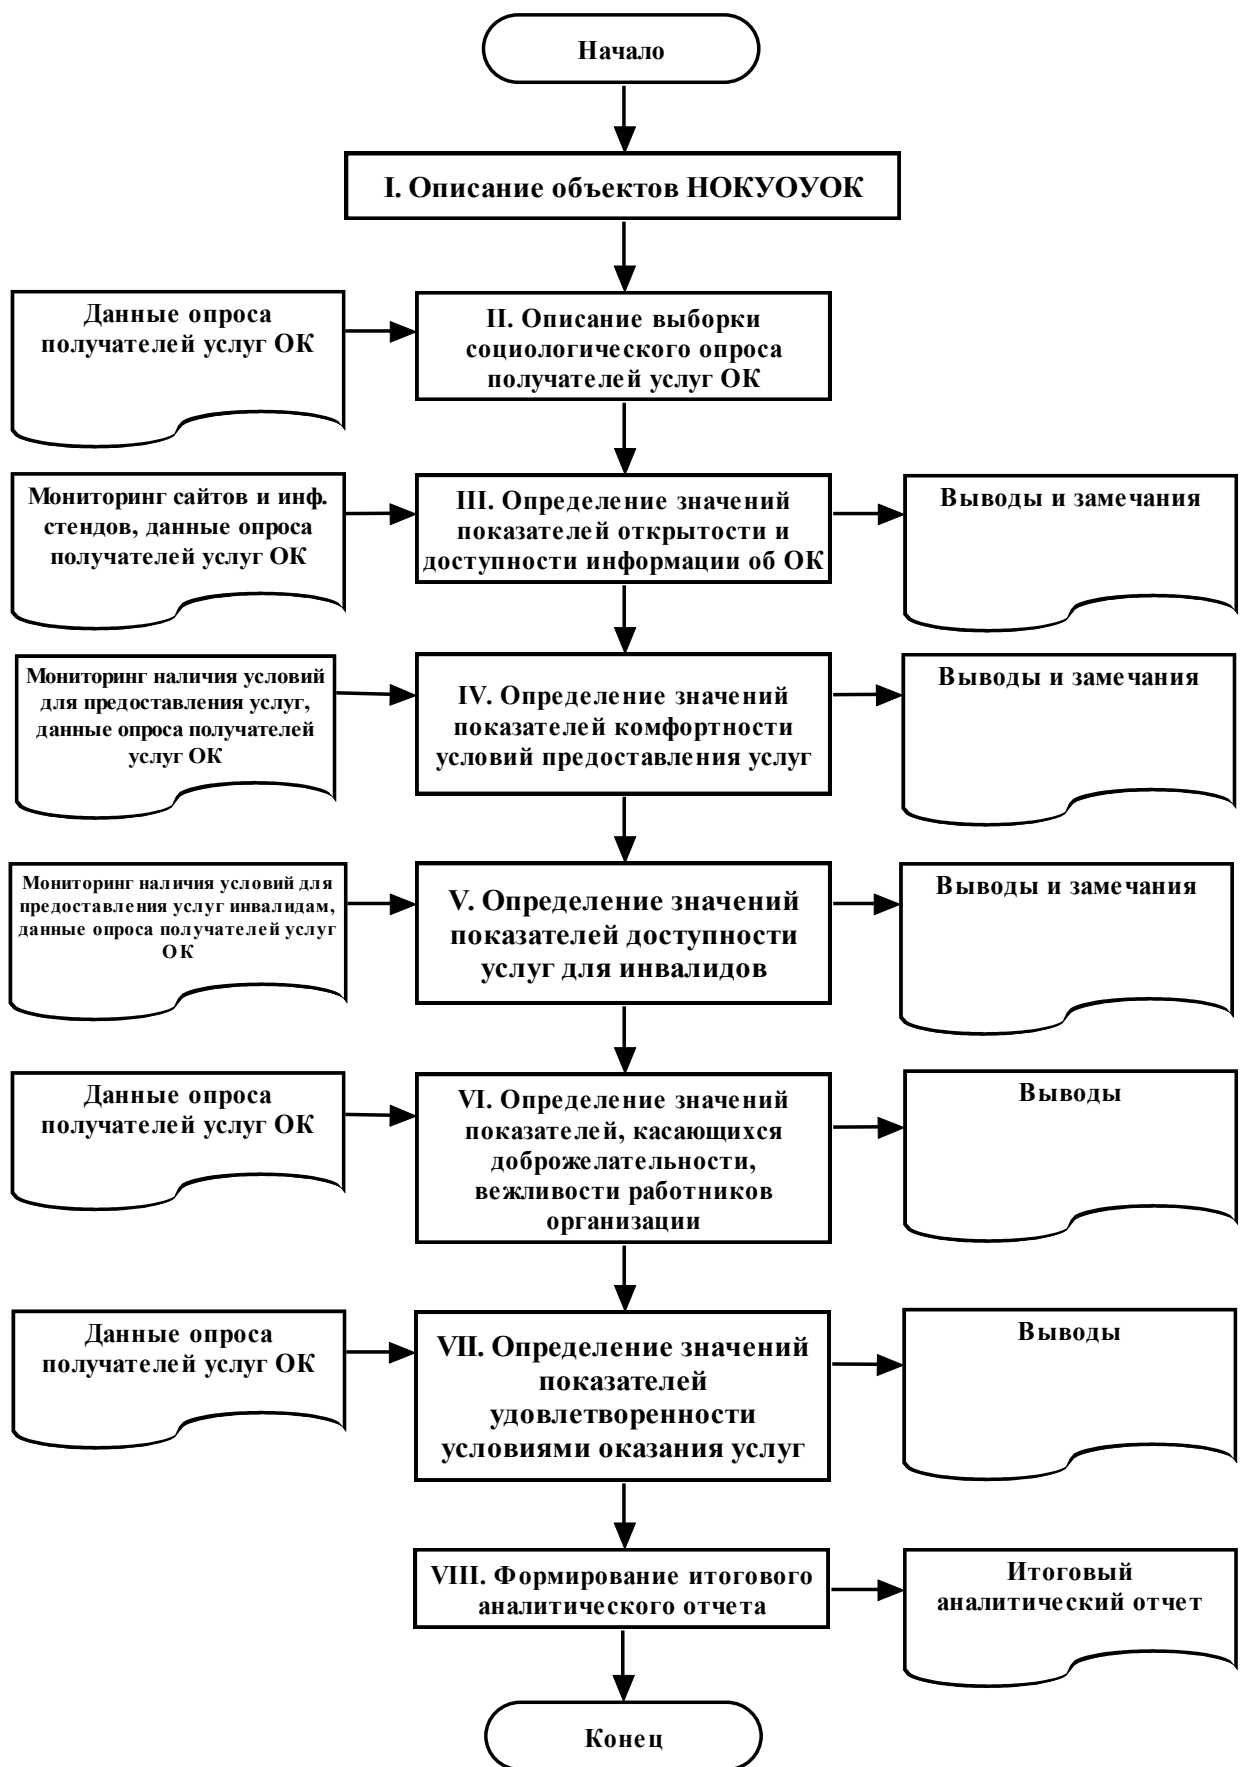 Начало
I. Описание объектов НОКУОУОК
Данные опроса
получателей услуг ОК
II. Описание выборки
социологического опроса
получателей услуг ОК
Мониторинг сайтов и инф.
стендов, данные опроса
получателей услуг ОК
III. Определение значений
показателей открытости и
доступности информации об ОК
Выводы и замечания
Мониторинг наличия условий
для предоставления услуг,
данные опроса получателей
услуг ОК
IV. Определение значений
показателей комфортности
условий предоставления услуг
Выводы и замечания
Мониторинг наличия условий для
предоставления услуг инвалидам,
данные опроса получателей услуг
ОК
V. Определение значений
показателей доступности
услуг для инвалидов
Выводы и замечания
Данные опроса
получателей услуг ОК
VI. Определение значений
показателей, касающихся
доброжелательности,
вежливости работников
организации
Выводы
Данные опроса
получателей услуг ОК
VII. Определение значений
показателей
удовлетворенности
условиями оказания услуг
Выводы
VIII. Формирование итогового
аналитического отчета
Итоговый
аналитический отчет
Конец